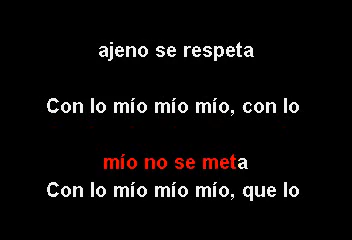 ajeno se respeta
Con lo mío mío mío, con lo
mío no se meta
Con lo mío mío mío, que lo